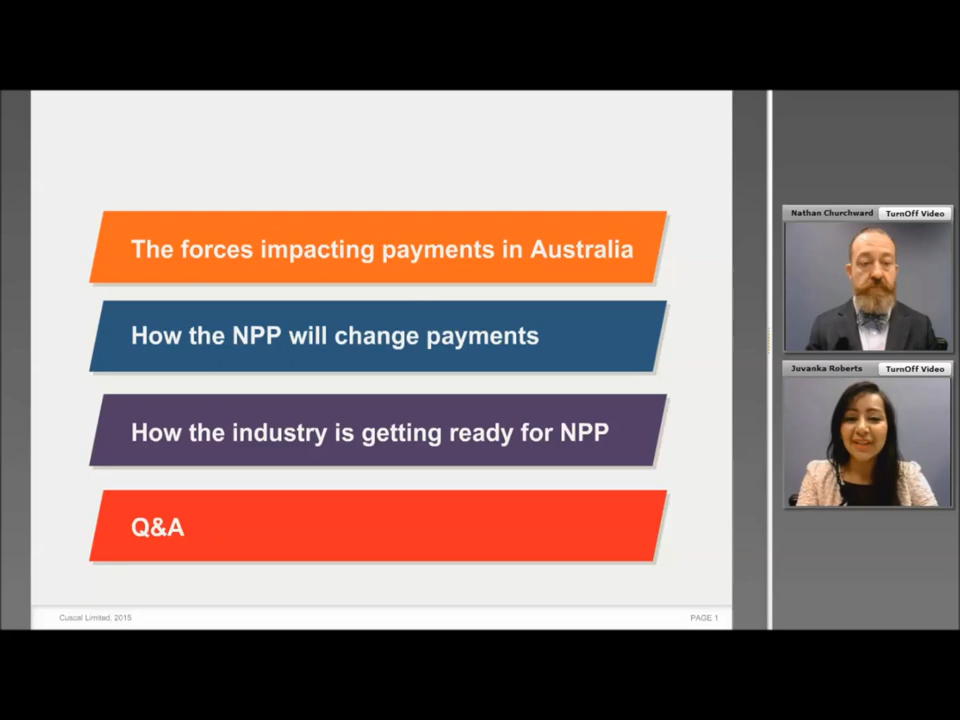 The forces impacting payments in Australia
How the NPP will change payments
How the industry is getting ready for NPP
Q&A
Cuscal Limited, 2015
PAGE 1
Nathan Churchward
TurnOff Video
Juvanka Roberts
TurnOff Video